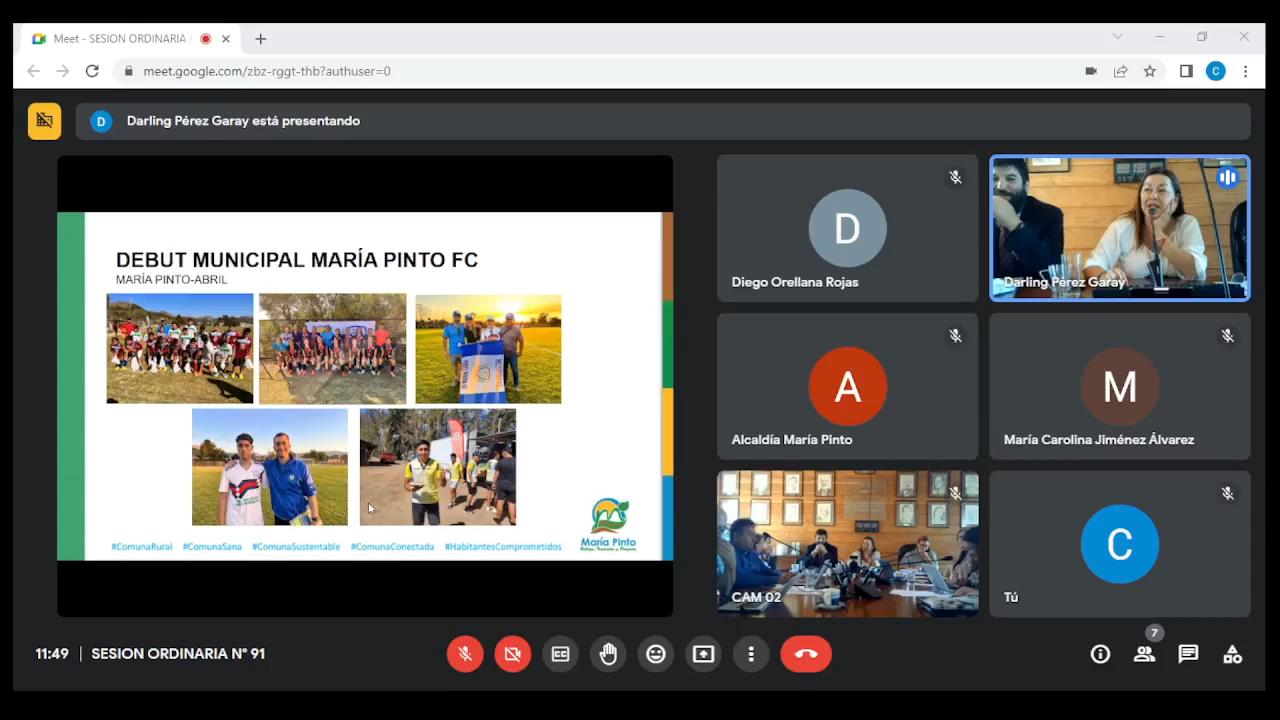 Meet - SESION ORDINARIA
meet.google.com/zbz-rggt-thb?authuser=0
C
D
Darling Pérez Garay está presentando
DEBUT MUNICIPAL MARÍA PINTO FC
MARÍA PINTO-ABRIL
María Pinto
#ComunaRural #ComunaSana #ComunaSustentable #ComunaConectada #HabitantesComprometidos
D
Diego Orellana Rojas
Darling Pérez Garay
A
Alcaldía María Pinto
M
María Carolina Jiménez Álvarez
CAM 02
C
Tú
11:49 | SESION ORDINARIA N° 91
7